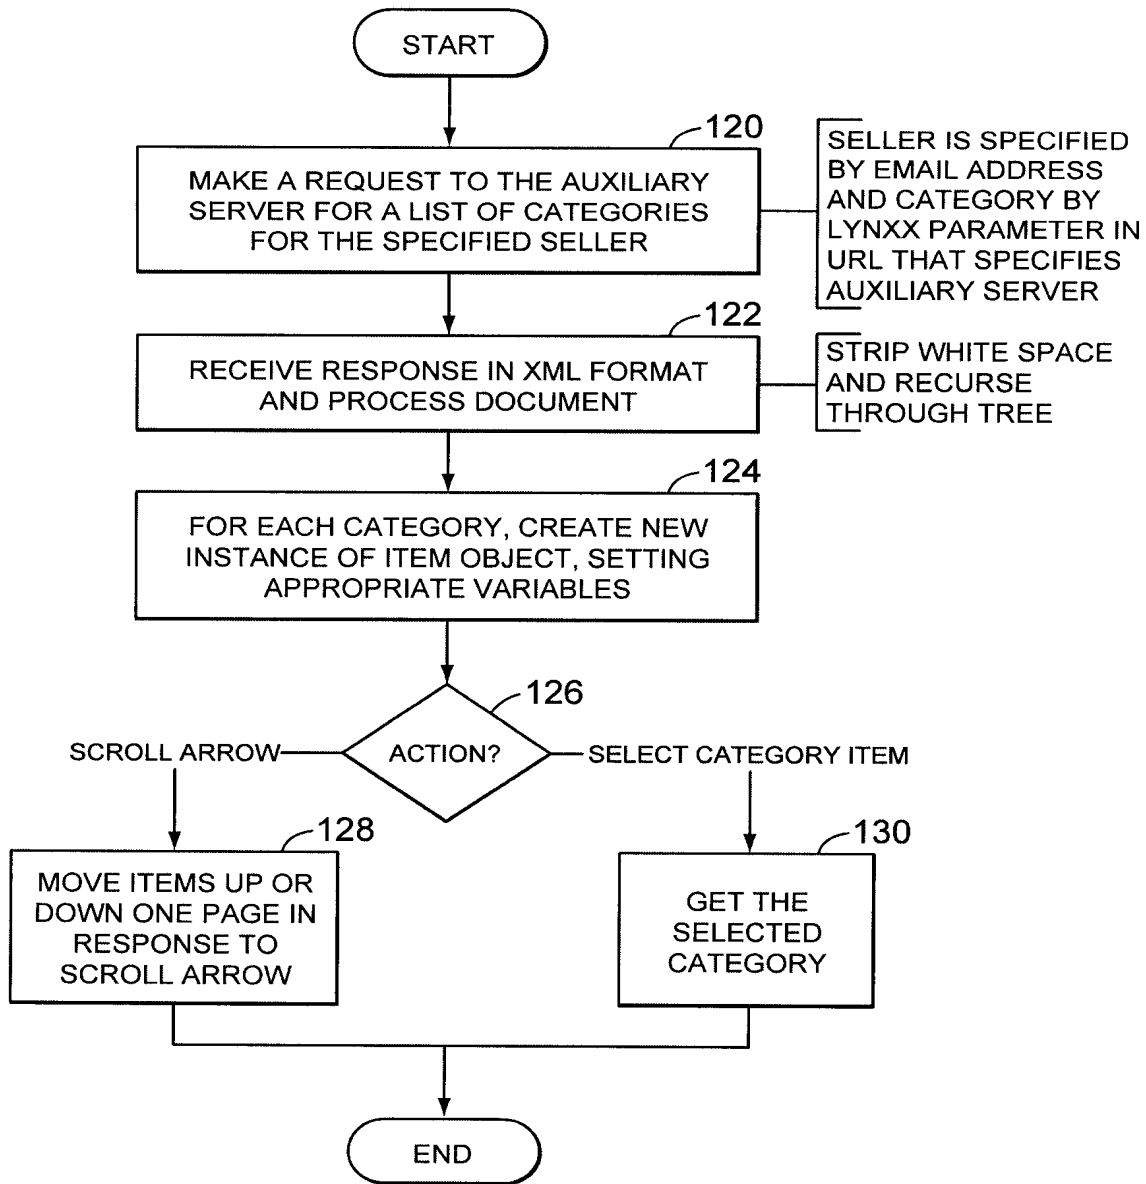 START
120
MAKE A REQUEST TO THE AUXILIARY
SERVER FOR A LIST OF CATEGORIES
FOR THE SPECIFIED SELLER
SELLER IS SPECIFIED
BY EMAIL ADDRESS
AND CATEGORY BY
LYNXX PARAMETER IN
URL THAT SPECIFIES
AUXILIARY SERVER
122
RECEIVE RESPONSE IN XML FORMAT
AND PROCESS DOCUMENT
STRIP WHITE SPACE
AND RECURSE
THROUGH TREE
124
FOR EACH CATEGORY, CREATE NEW
INSTANCE OF ITEM OBJECT, SETTING
APPROPRIATE VARIABLES
126
ACTION?
SCROLL ARROW
SELECT CATEGORY ITEM
128
MOVE ITEMS UP OR
DOWN ONE PAGE IN
RESPONSE TO
SCROLL ARROW
130
GET THE
SELECTED
CATEGORY
END